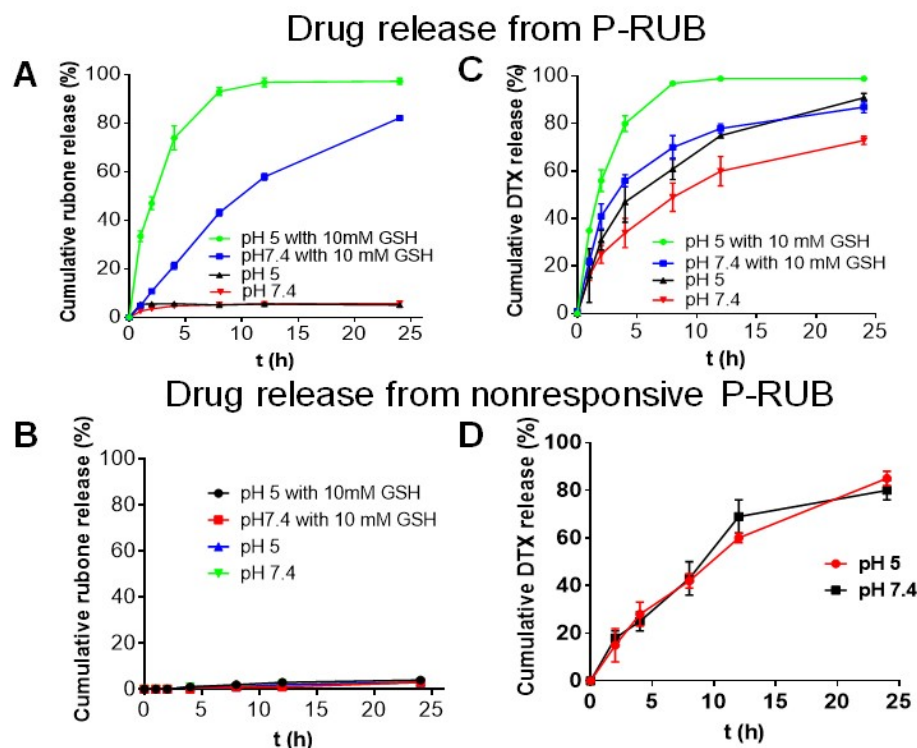 Drug release from P-RUB
A
Cumulative rubone release (%)
100
80
60
40
20
0
pH 5 wIth 10mM GSH
pH7.4 with 10 mM GSH
pH 5
pH 7.4
0 5 10 15 20 25
t (h)
C
Cumulative DTX release (%)
100
80
60
40
20
0
pH 5 with 10 mM GSH
pH 7.4 with 10 mM GSH
pH 5
pH 7.4
0 5 10 15 20 25
t (h)
Drug release from nonresponsive P-RUB
B
Cumulative rubone release (%)
100
80
60
40
20
0
pH 5 with 10mM GSH
pH7.4 with 10 mM GSH
pH 5
pH 7.4
0 5 10 15 20 25
t (h)
D
Cumulative DTX release (%)
100
80
60
40
20
0
pH 5
pH 7.4
0 5 10 15 20 25
t (h)